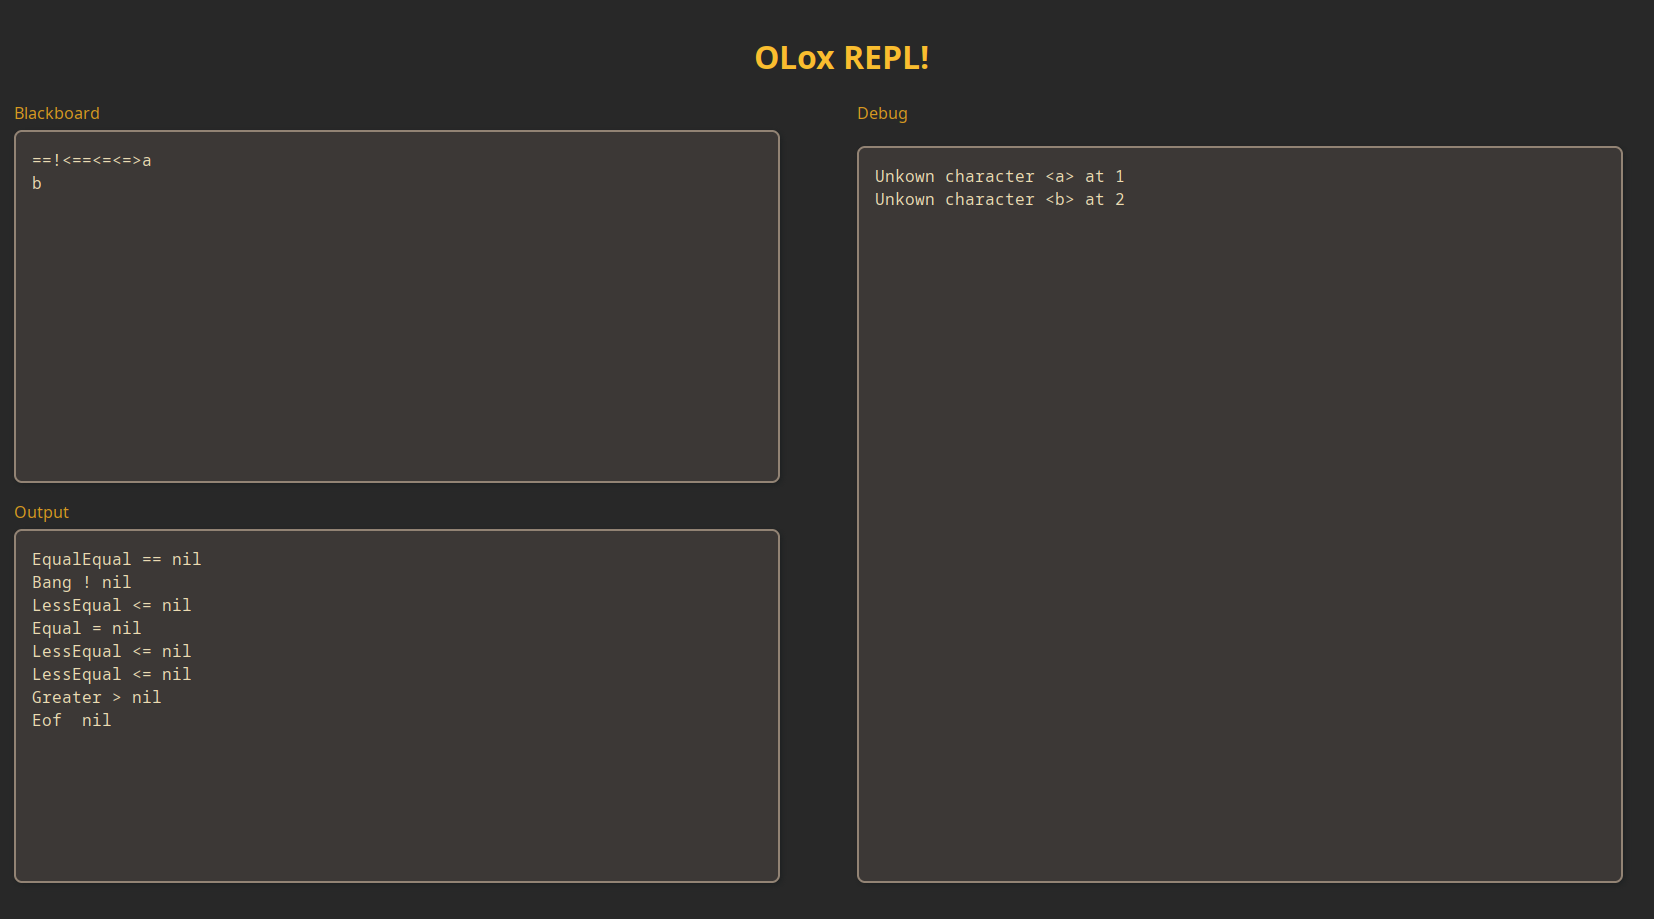 OLox REPL!
Blackboard
==!<==<=<=>a
b
Output
EqualEqual == nil
Bang ! nil
LessEqual <= nil
Equal = nil
LessEqual <= nil
LessEqual <= nil
Greater > nil
Eof  nil
Debug
Unkown character <a> at 1
Unkown character <b> at 2